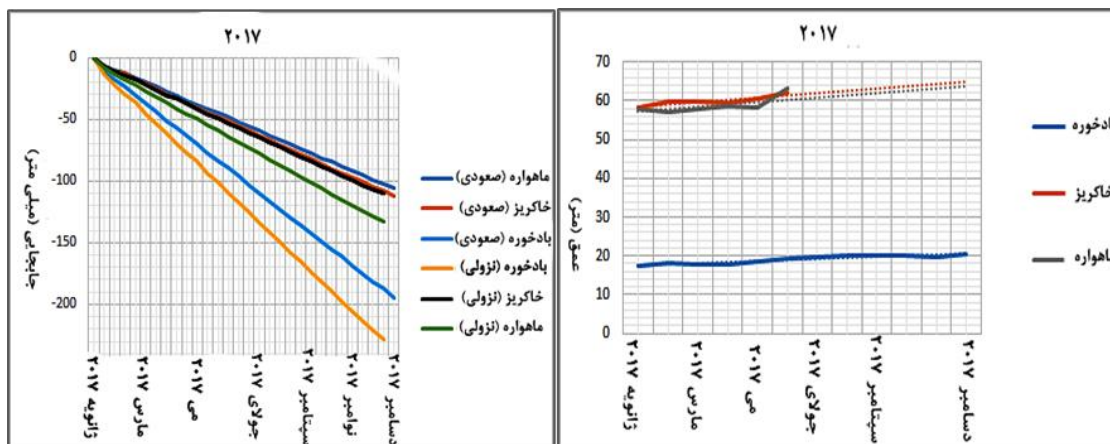 ۲۰۱۷
0
-50
-100
-150
-200
جابجایی (میلی متر)
ژانویه ۲۰۱۷
مارس ۲۰۱۷
می ۲۰۱۷
جولای ۲۰۱۷
سپتامبر ۲۰۱۷
نوامبر ۲۰۱۷
دسامبر ۲۰۱۷
ماهواره (صعودی)
خاکریز (صعودی)
بادخوره (صعودی)
بادخوره (نزولی)
خاکریز (نزولی)
ماهواره (نزولی)
۲۰۱۷
70
60
50
40
30
20
10
0
عمق (متر)
ژانویه ۲۰۱۷
مارس ۲۰۱۷
می ۲۰۱۷
جولای ۲۰۱۷
سپتامبر ۲۰۱۷
دسامبر ۲۰۱۷
بادخوره
خاکریز
ماهواره